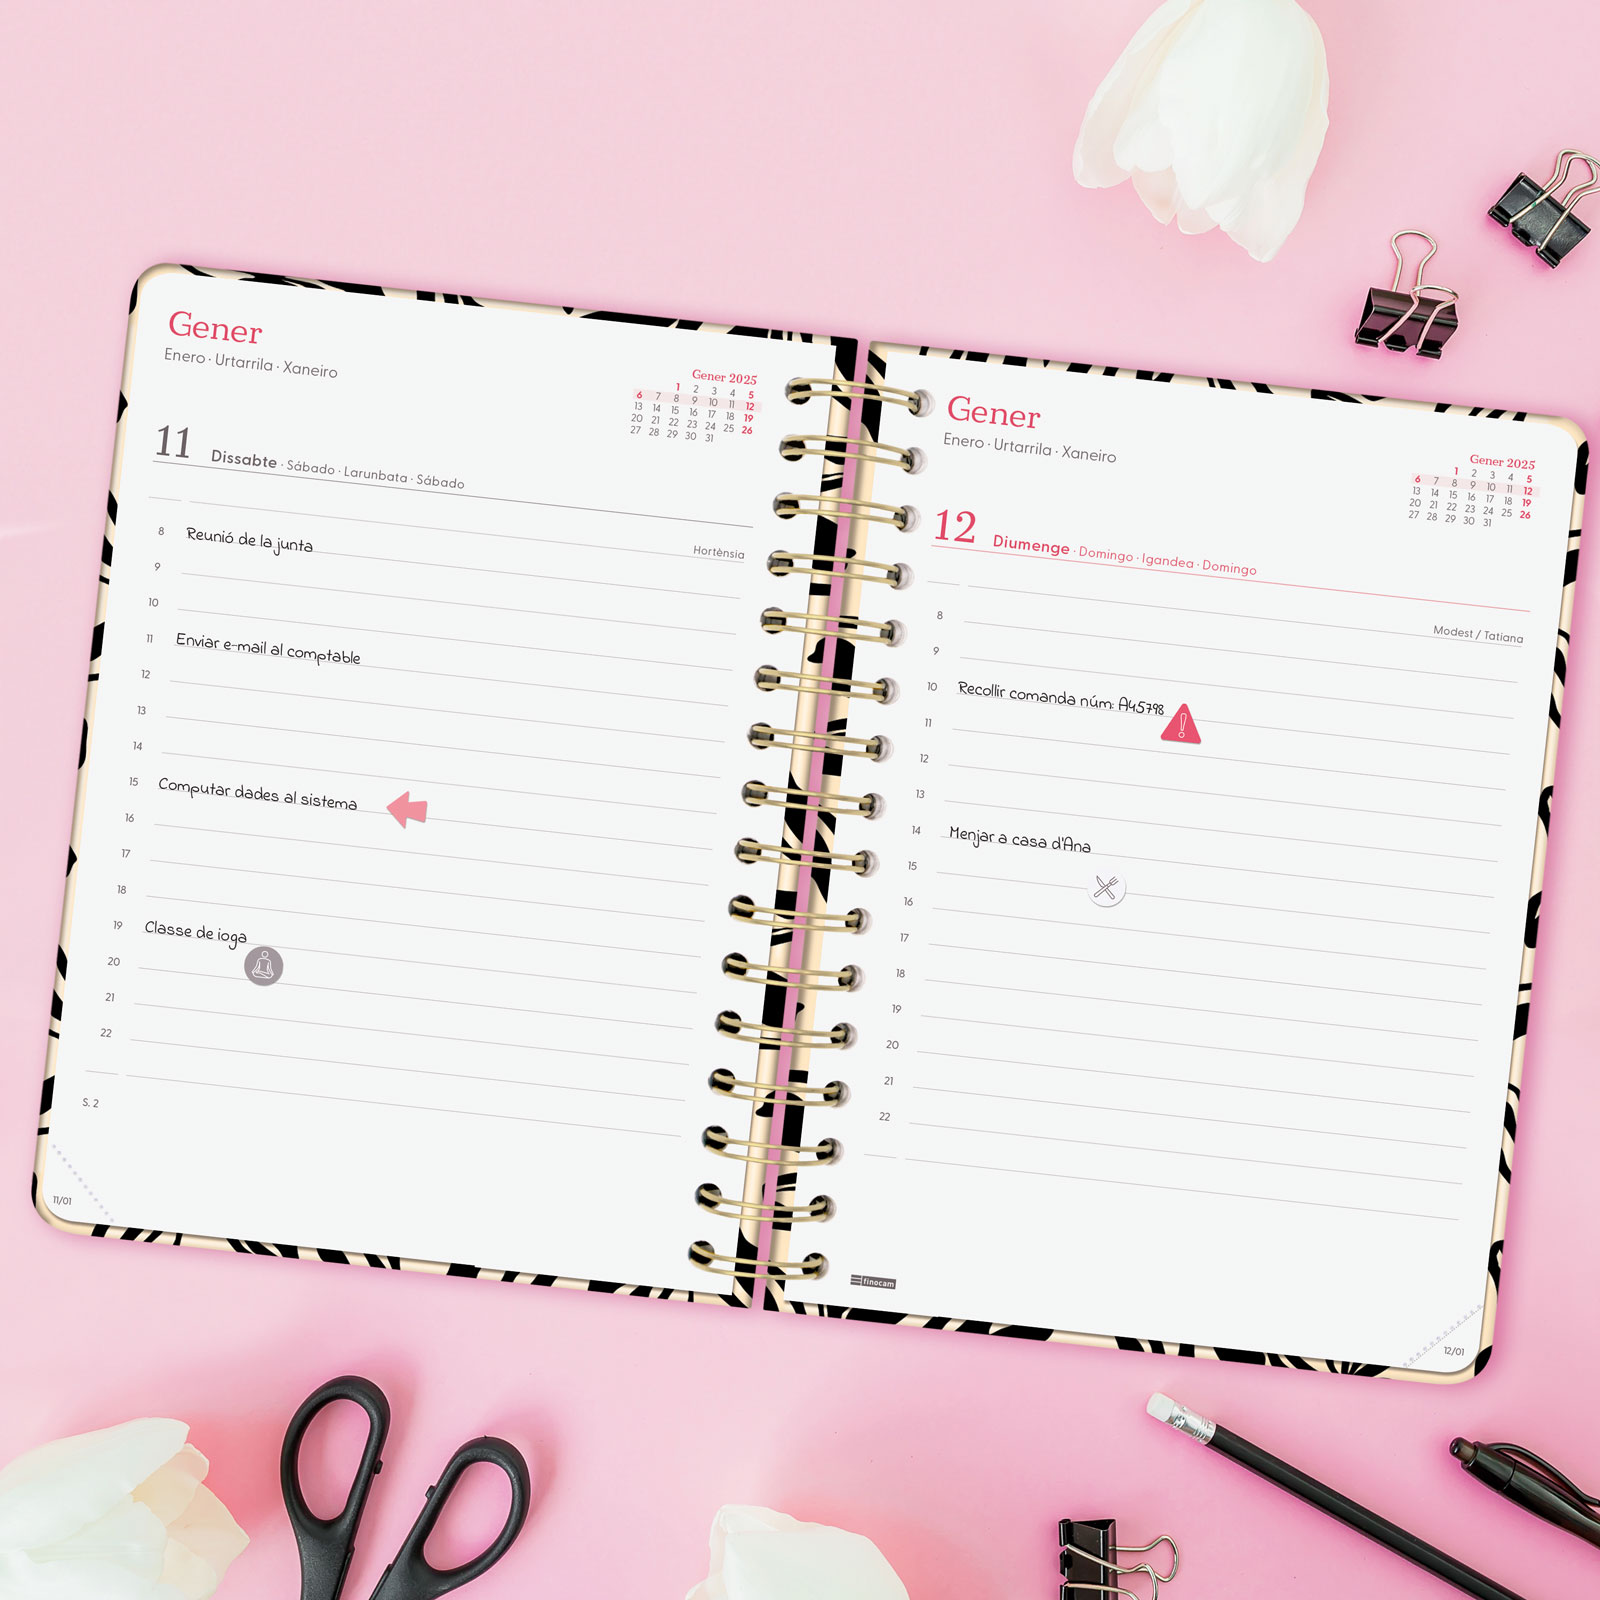 Gener
Enero · Urtarrila · Xaneiro
Gener 2025
1 2 3 4 5
6 7 8 9 10 11 12
13 14 15 16 17 18 19
20 21 22 23 24 25 26
27 28 29 30 31
11 Dissabte · Sábado · Larunbata · Sábado
Hortènsia
8 Reunió de la junta
9
10
11 Enviar e-mail al comptable
12
13
14
15 Computar dades al sistema
16
17
18
19 Classe de ioga
20
21
22
S. 2
11/01
Gener
Enero · Urtarrila · Xaneiro
Gener 2025
1 2 3 4 5
6 7 8 9 10 11 12
13 14 15 16 17 18 19
20 21 22 23 24 25 26
27 28 29 30 31
12 Diumenge · Domingo · Igandea · Domingo
Modest / Tatiana
8
9
10 Recollir comanda núm: A45798
11
12
13
14 Menjar a casa d'Ana
15
16
17
18
19
20
21
22
finocam
12/01